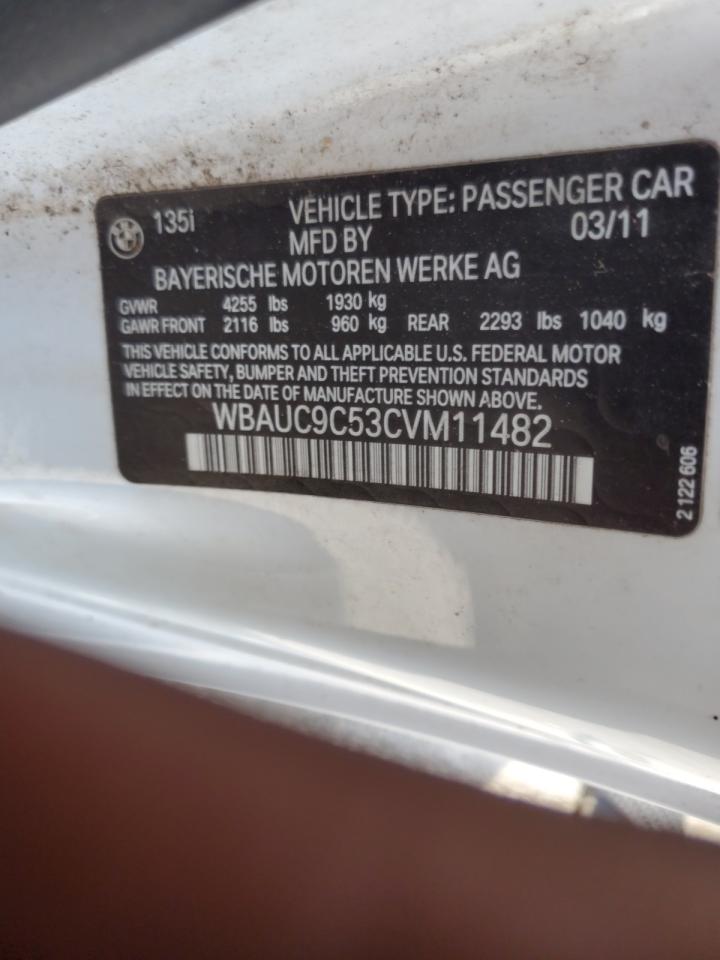 135i VEHICLE TYPE: PASSENGER CAR
MFD BY 03/11
BAYERISCHE MOTOREN WERKE AG
GVWR 4255 lbs 1930 kg
GAWR FRONT 2116 lbs 960 kg REAR 2293 lbs 1040 kg
THIS VEHICLE CONFORMS TO ALL APPLICABLE U.S. FEDERAL MOTOR
VEHICLE SAFETY, BUMPER AND THEFT PREVENTION STANDARDS
IN EFFECT ON THE DATE OF MANUFACTURE SHOWN ABOVE.
WBAUC9C53CVM11482
2 122 606